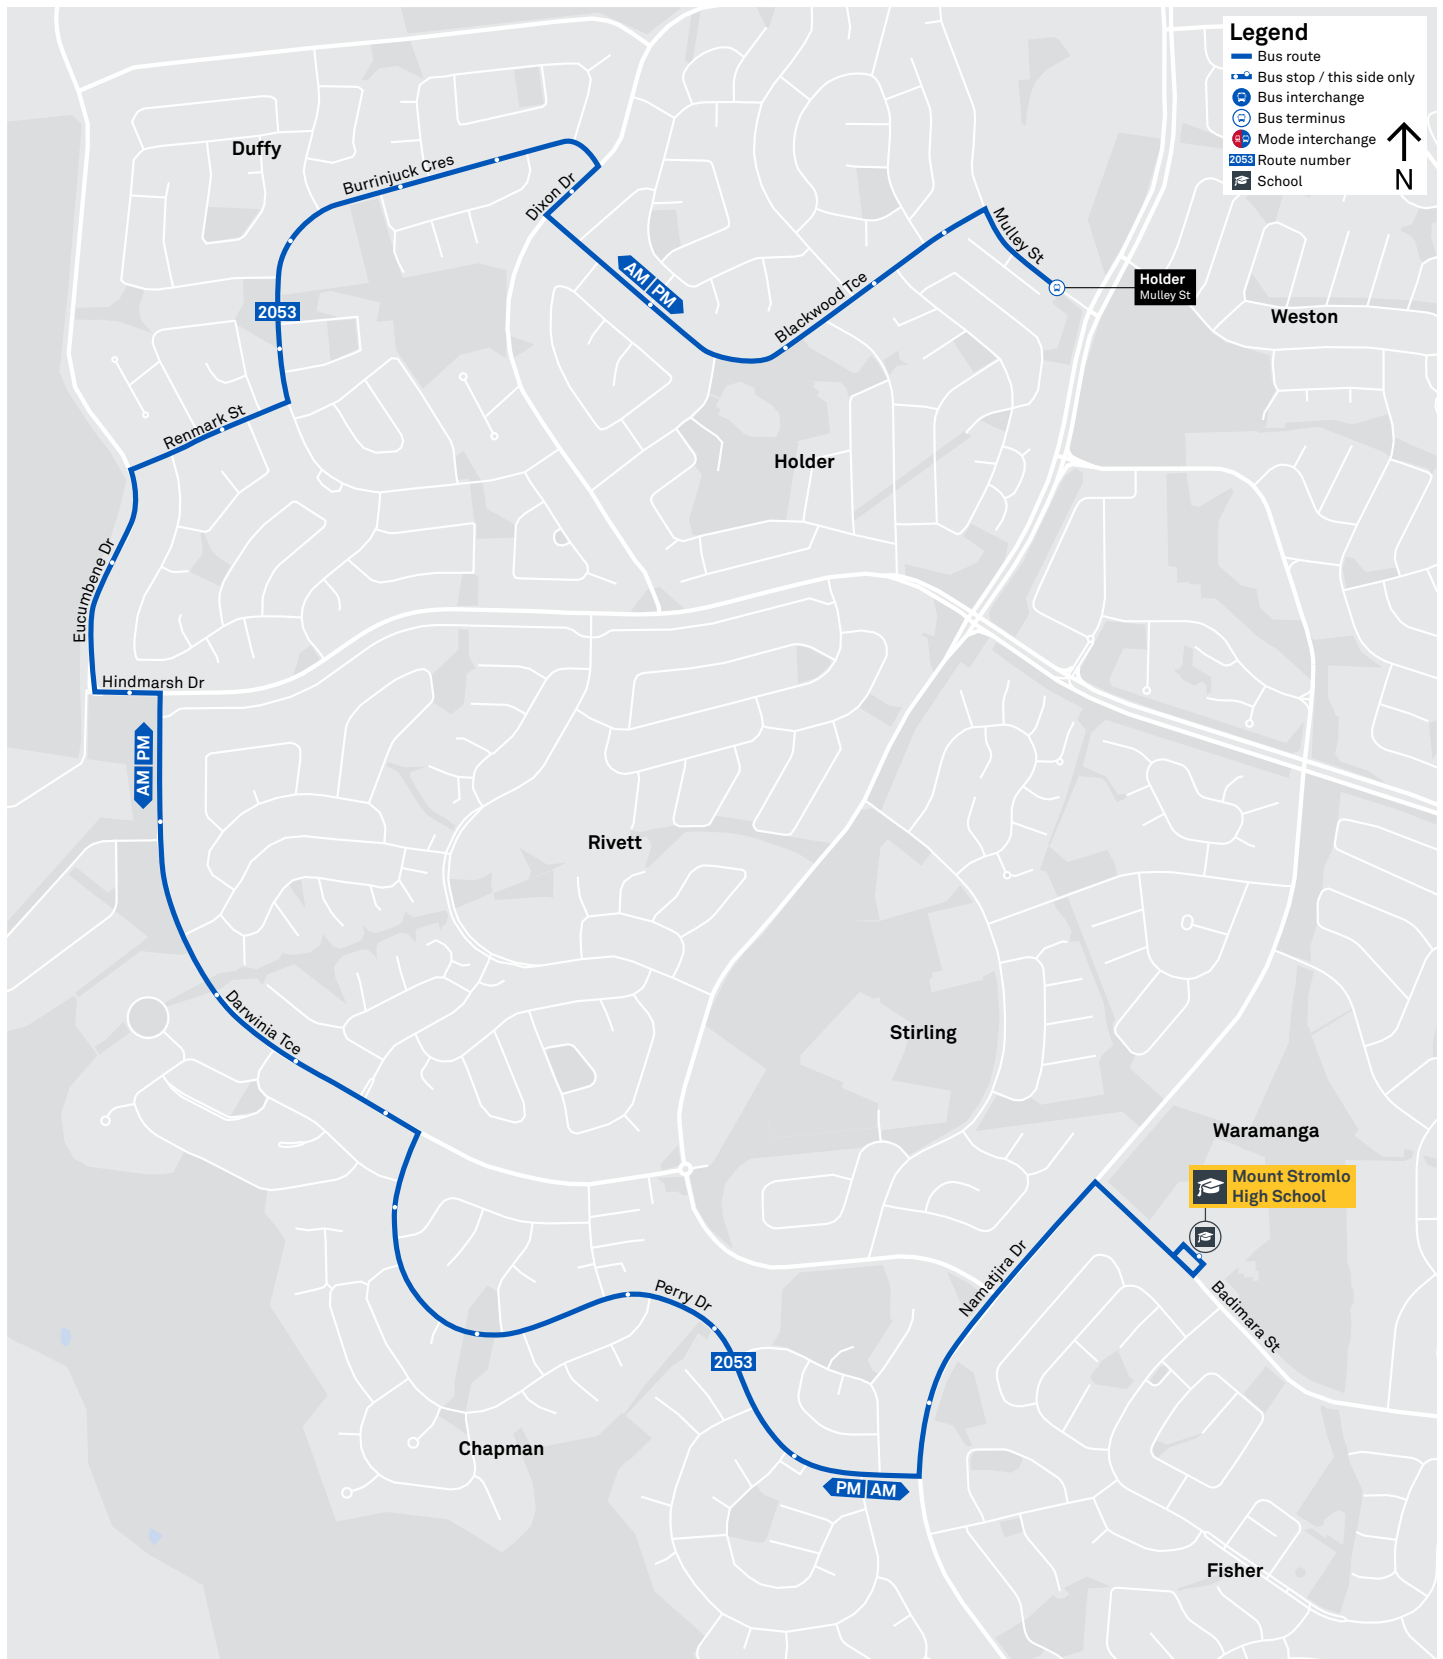 Legend
Bus route
Bus stop / this side only
Bus interchange
Bus terminus
Mode interchange
2053 Route number
School
N
Duffy
Burrinjuck Cres
Dixon Dr
AM PM
Mulley St
Blackwood Tce
Holder
Mulley St
Weston
2053
Renmark St
Holder
Eucumbene Dr
Hindmarsh Dr
AM PM
Rivett
Darwinia Tce
Stirling
Waramanga
Mount Stromlo
High School
Namatjira Dr
Badimara St
Perry Dr
2053
Chapman
PM AM
Fisher